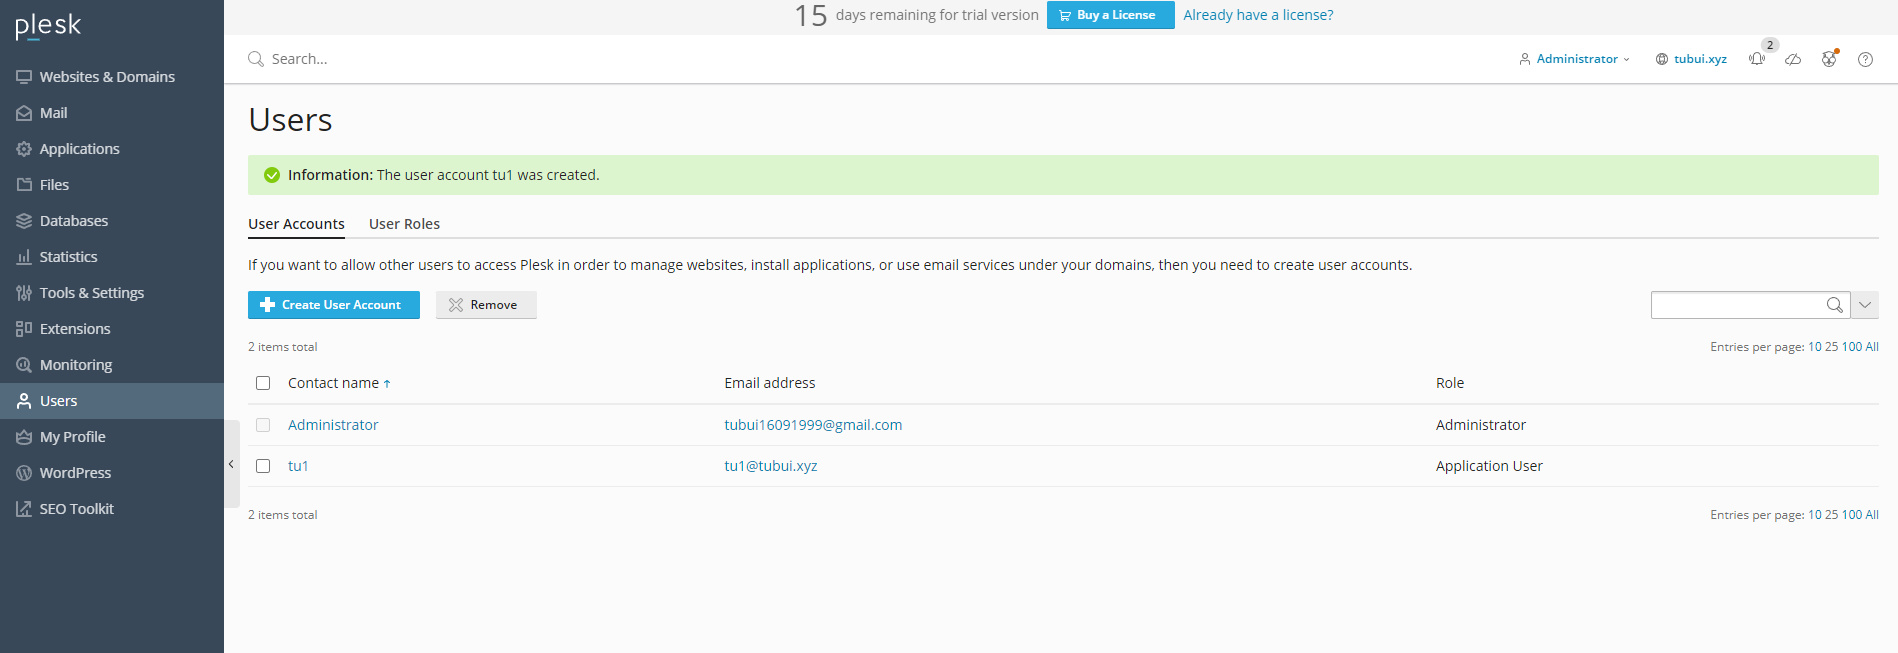 plesk
15 days remaining for trial version Buy a License Already have a license?
Search... Administrator tubui.xyz 2
Websites & Domains
Mail
Applications
Files
Databases
Statistics
Tools & Settings
Extensions
Monitoring
Users
My Profile
WordPress
SEO Toolkit
Users
Information: The user account tu1 was created.
User Accounts User Roles
If you want to allow other users to access Plesk in order to manage websites, install applications, or use email services under your domains, then you need to create user accounts.
Create User Account Remove
2 items total Entries per page: 10 25 100 All
Contact name Email address Role
Administrator tubui16091999@gmail.com Administrator
tu1 tu1@tubui.xyz Application User
2 items total Entries per page: 10 25 100 All